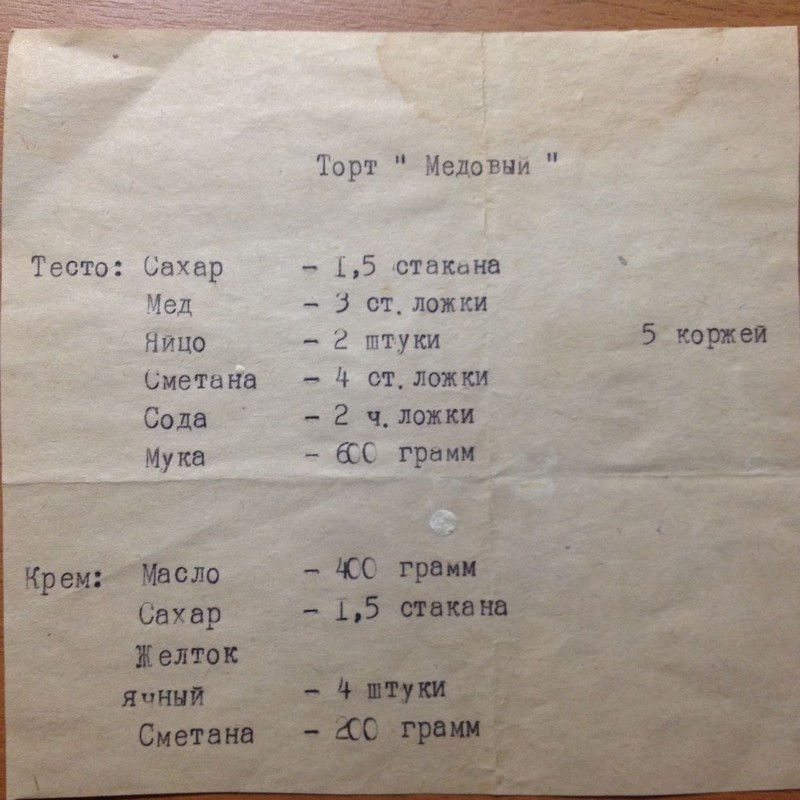 Торт " Медовый "
Тесто: Сахар - I,5 стакана
Мед - 3 ст. ложки
Яйцо - 2 штуки
5 коржей
Сметана - 4 ст. ложки
Сода - 2 ч. ложки
Мука - 600 грамм
Крем: Масло - 400 грамм
Сахар - I,5 стакана
Желток
яичный - 4 штуки
Сметана - 200 грамм